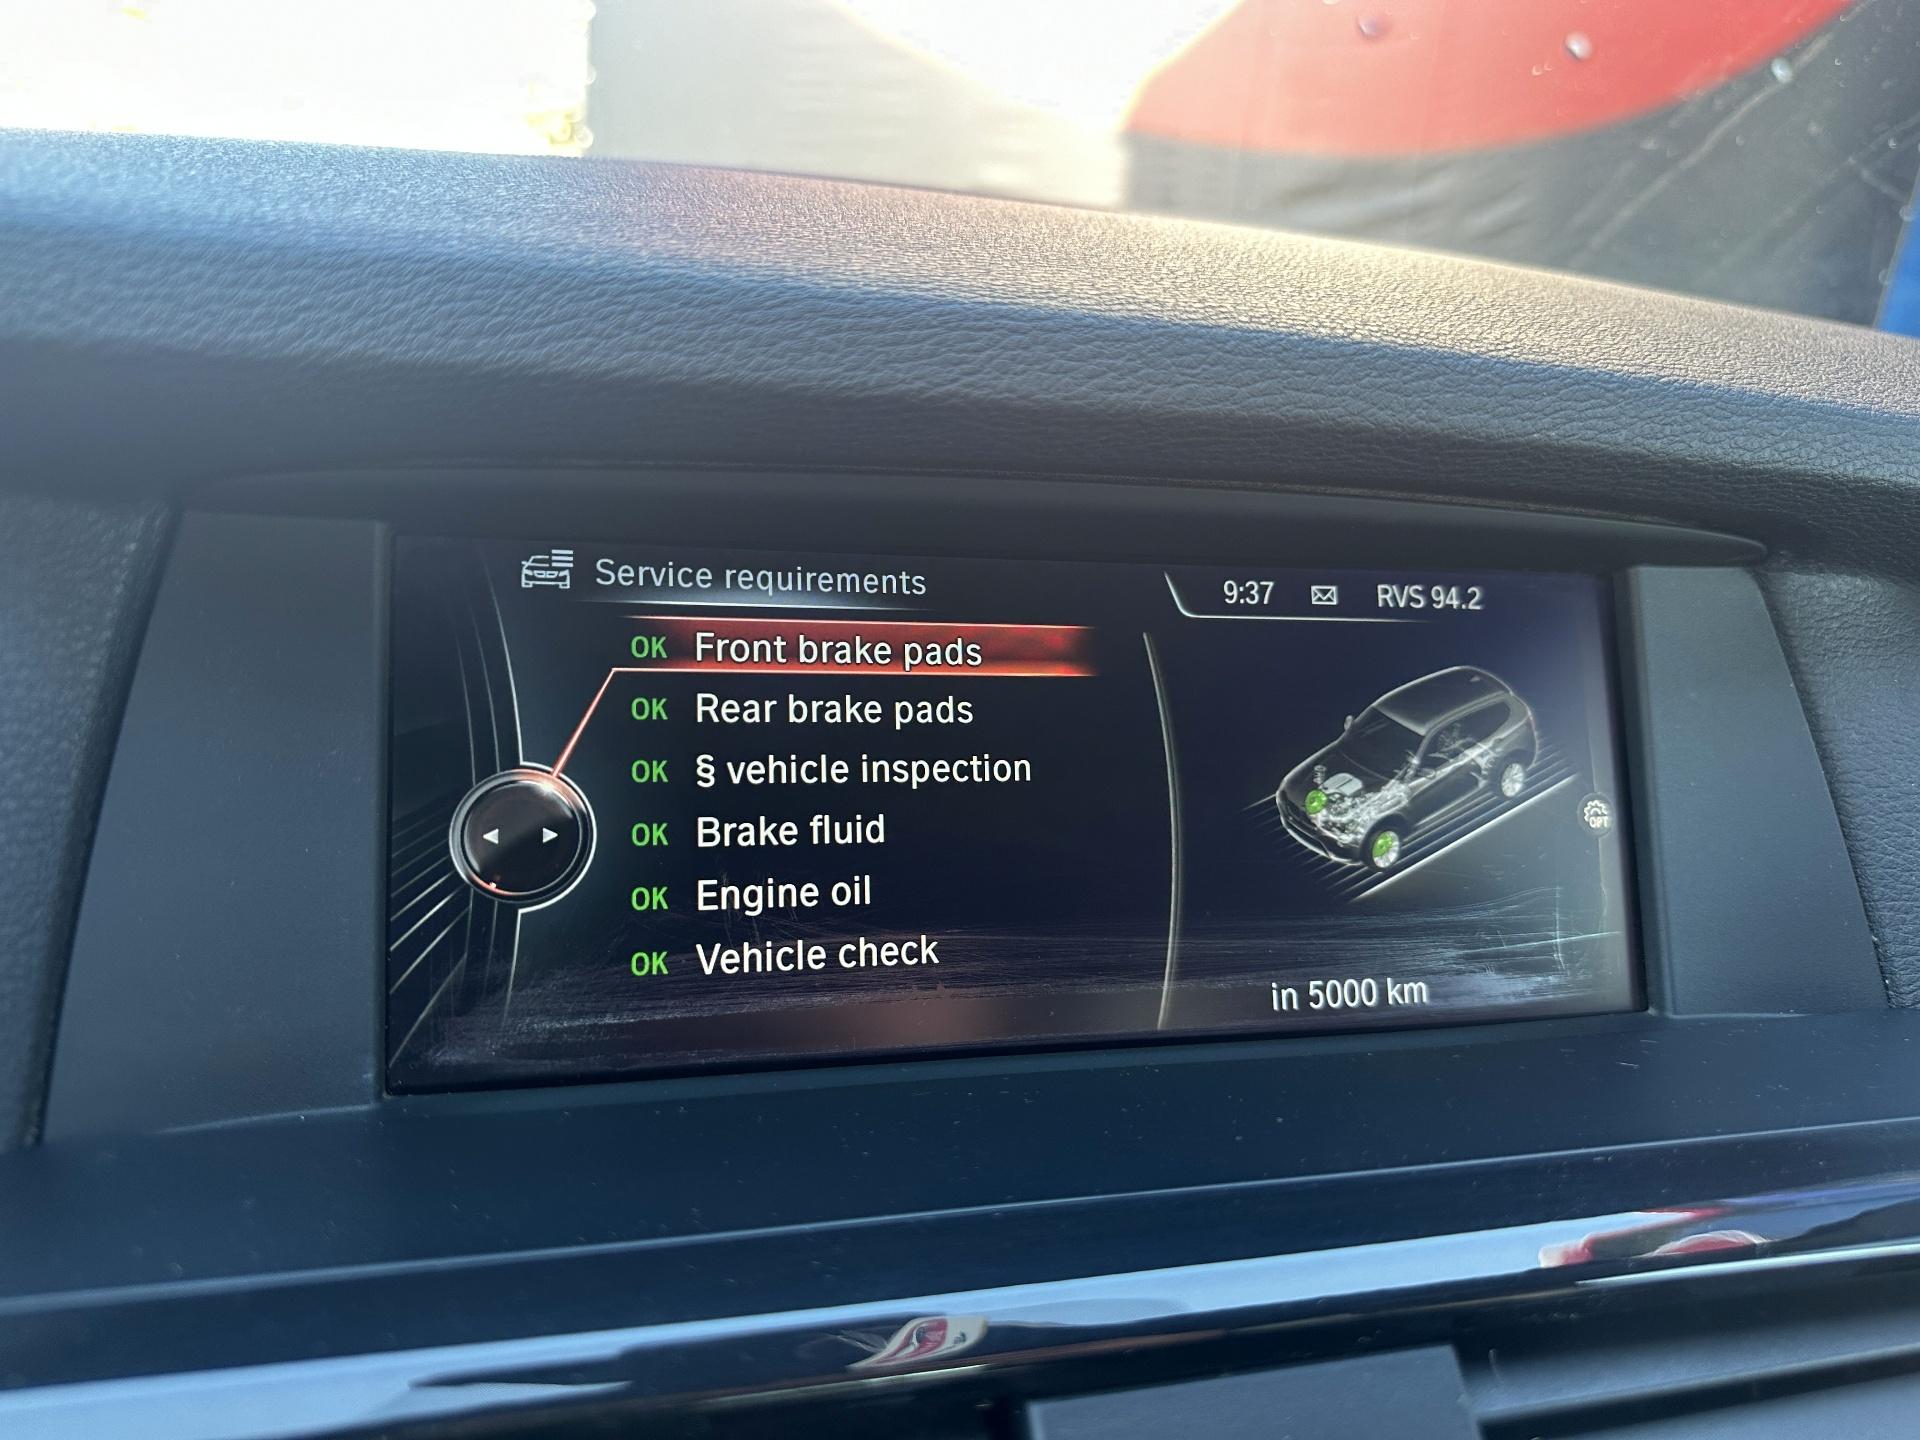 Service requirements
9:37 RVS 94.2
OK Front brake pads
OK Rear brake pads
OK § vehicle inspection
OK Brake fluid
OK Engine oil
OK Vehicle check
OPT
in 5000 km